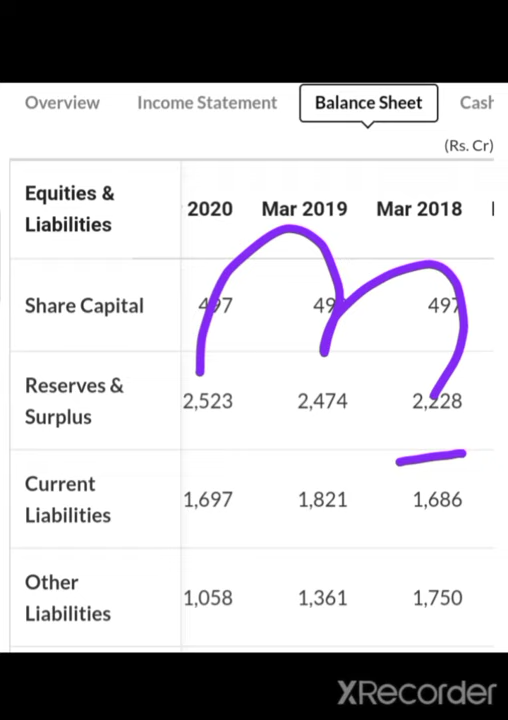 Overview Income Statement Balance Sheet Cash
(Rs. Cr)
Equities & 2020 Mar 2019 Mar 2018
Liabilities
Share Capital 497 49 497
Reserves & 2,523 2,474 2,228
Surplus
Current 1,697 1,821 1,686
Liabilities
Other 1,058 1,361 1,750
Liabilities
XRecorder